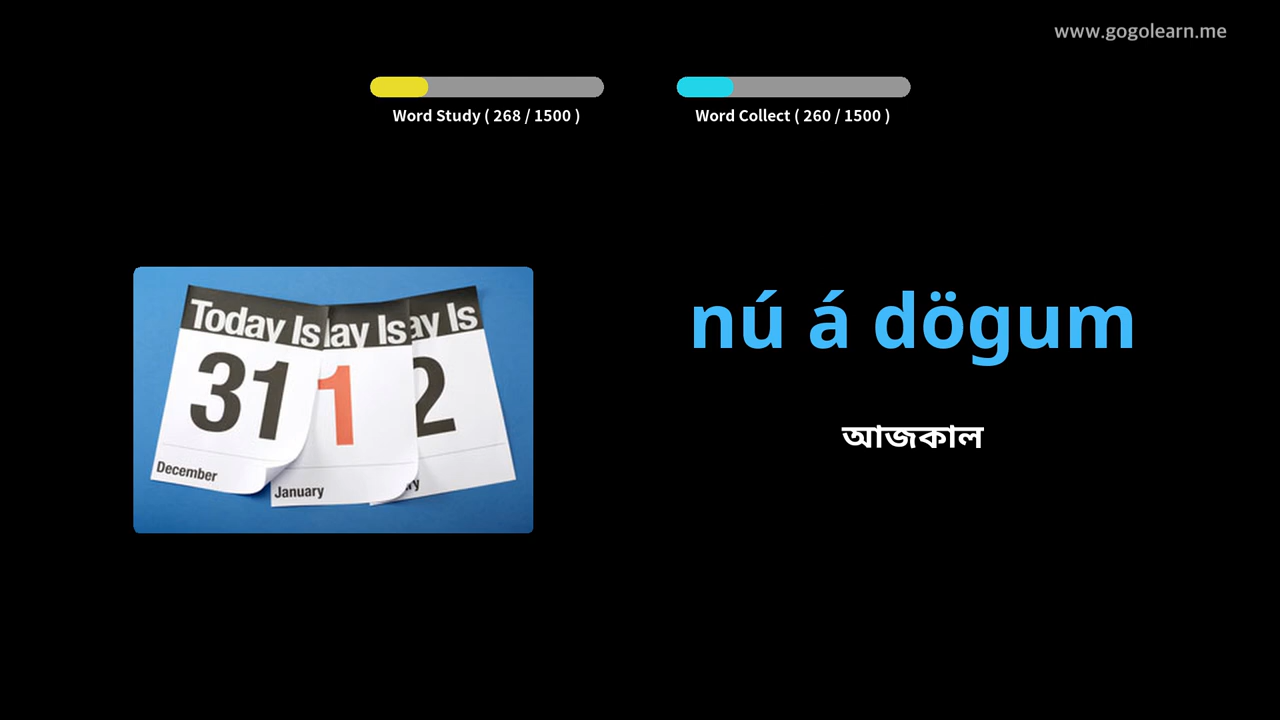 www.gogolearn.me
Word Study ( 268 / 1500 )
Word Collect ( 260 / 1500 )
nú á dögum
আজকাল
Today Is
ay Is
ay Is
31
1
2
December
January
ry